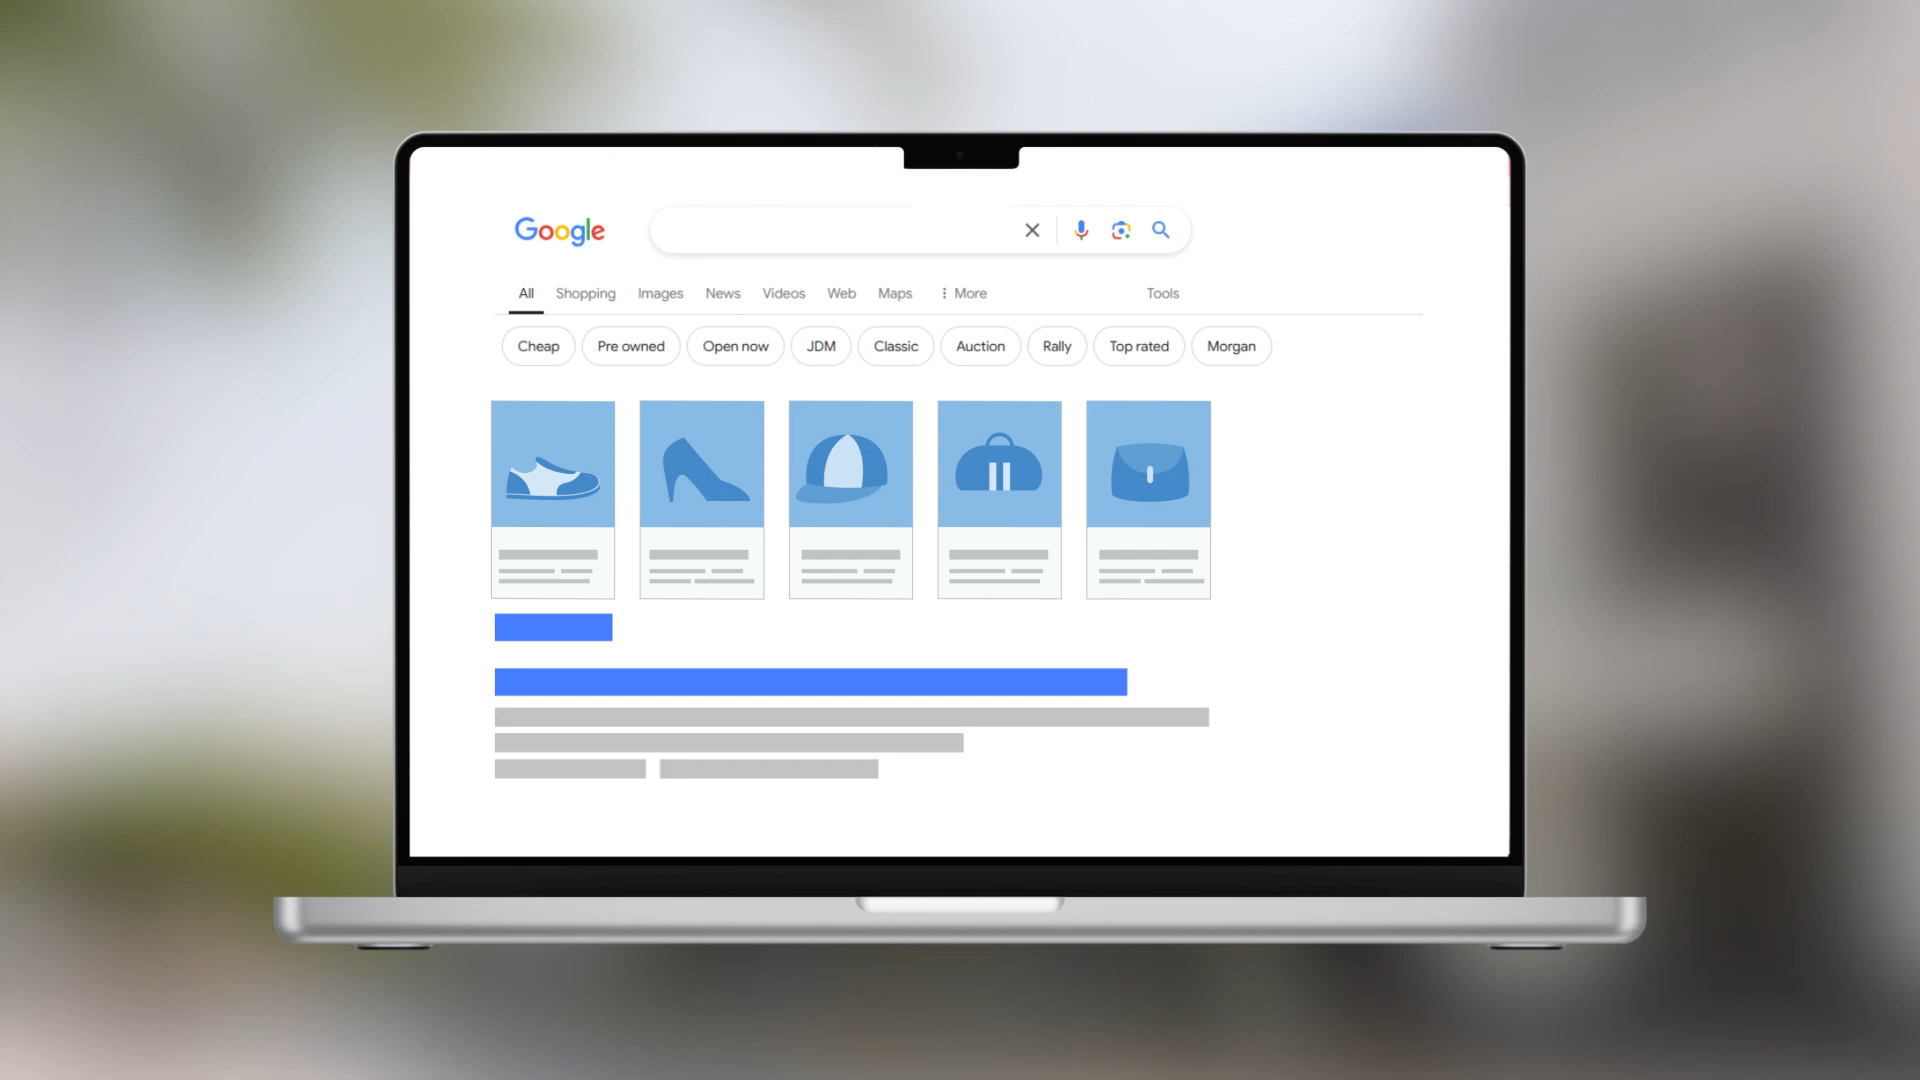 Google
All Shopping Images News Videos Web Maps More Tools
Cheap Pre owned Open now JDM Classic Auction Rally Top rated Morgan